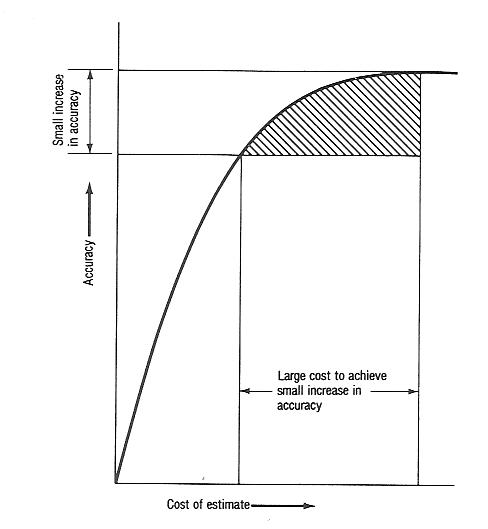 Small increase
in accuracy
Accuracy
Large cost to achieve
small increase in
accuracy
Cost of estimate